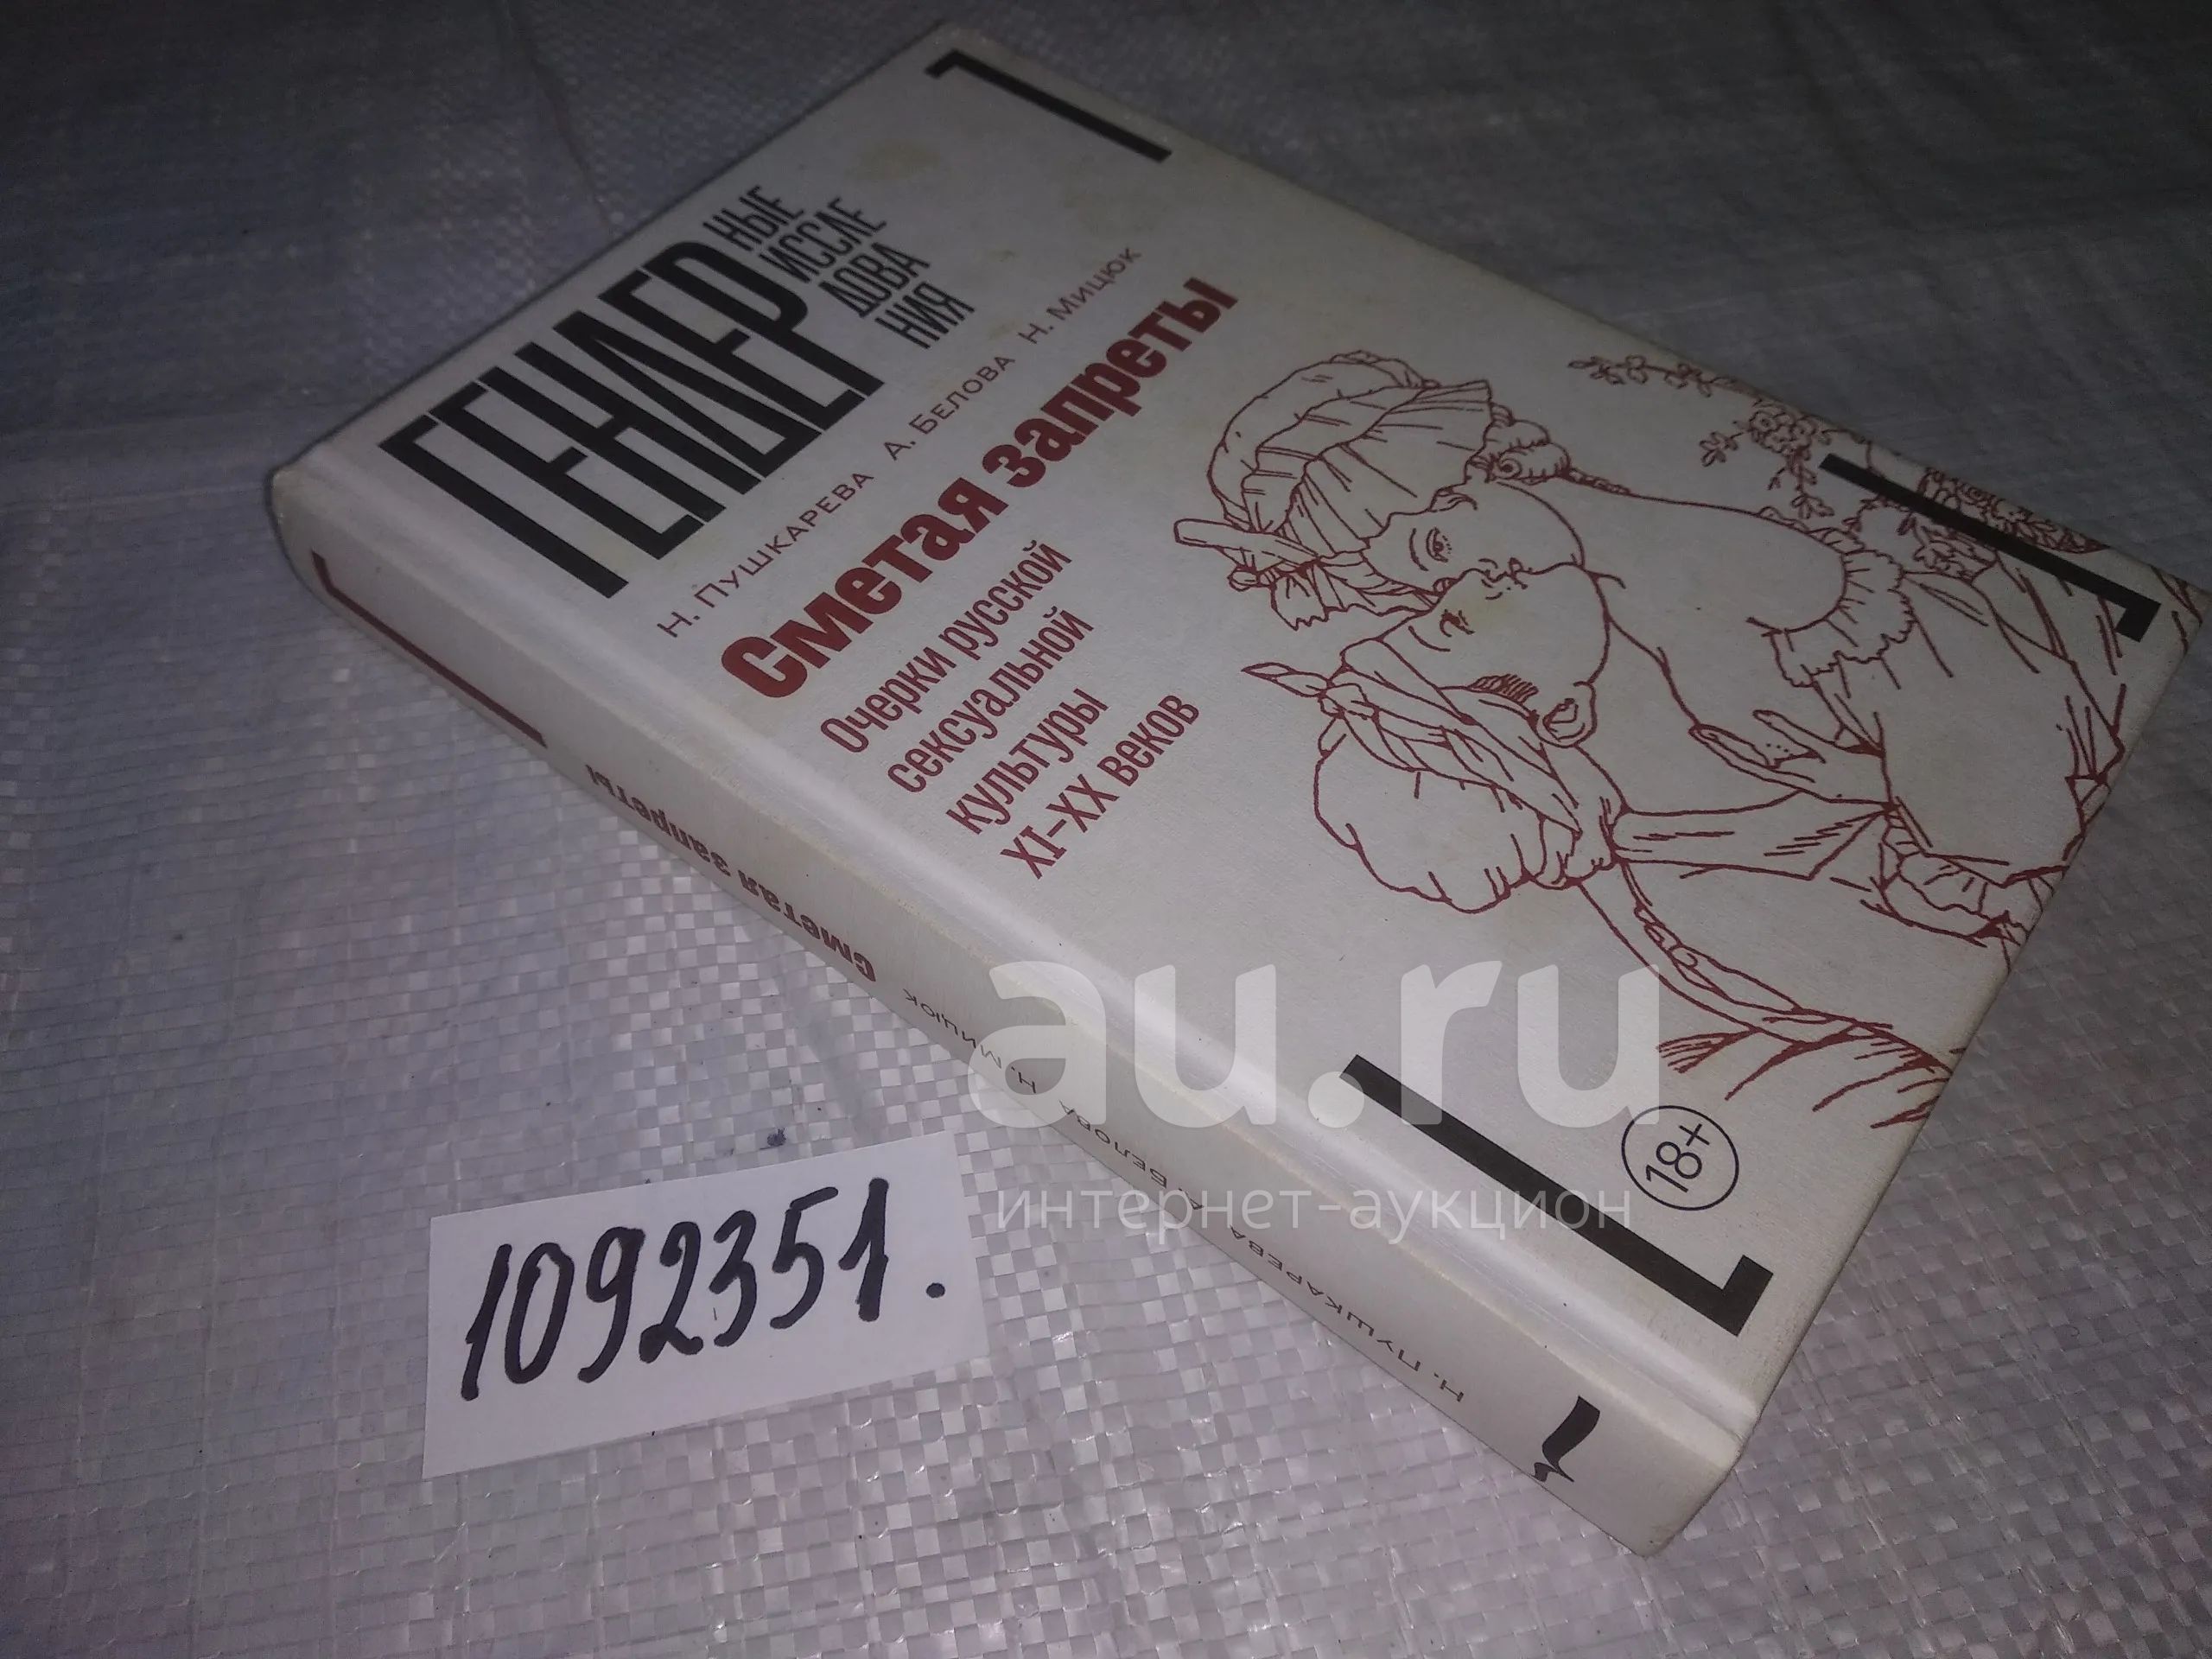 ГЕНДЕР
НЫЕ
ИССЛЕ
ДОВА
НИЯ
Н. ПУШКАРЕВА А. БЕЛОВА Н. МИЦЮК
Сметая запреты
Очерки русской
сексуальной
культуры
XI–XX веков
18+
Н. ПУШКАРЕВА А. БЕЛОВА Н. МИЦЮК Сметая запреты
1092351.
au.ru
интернет-аукцион